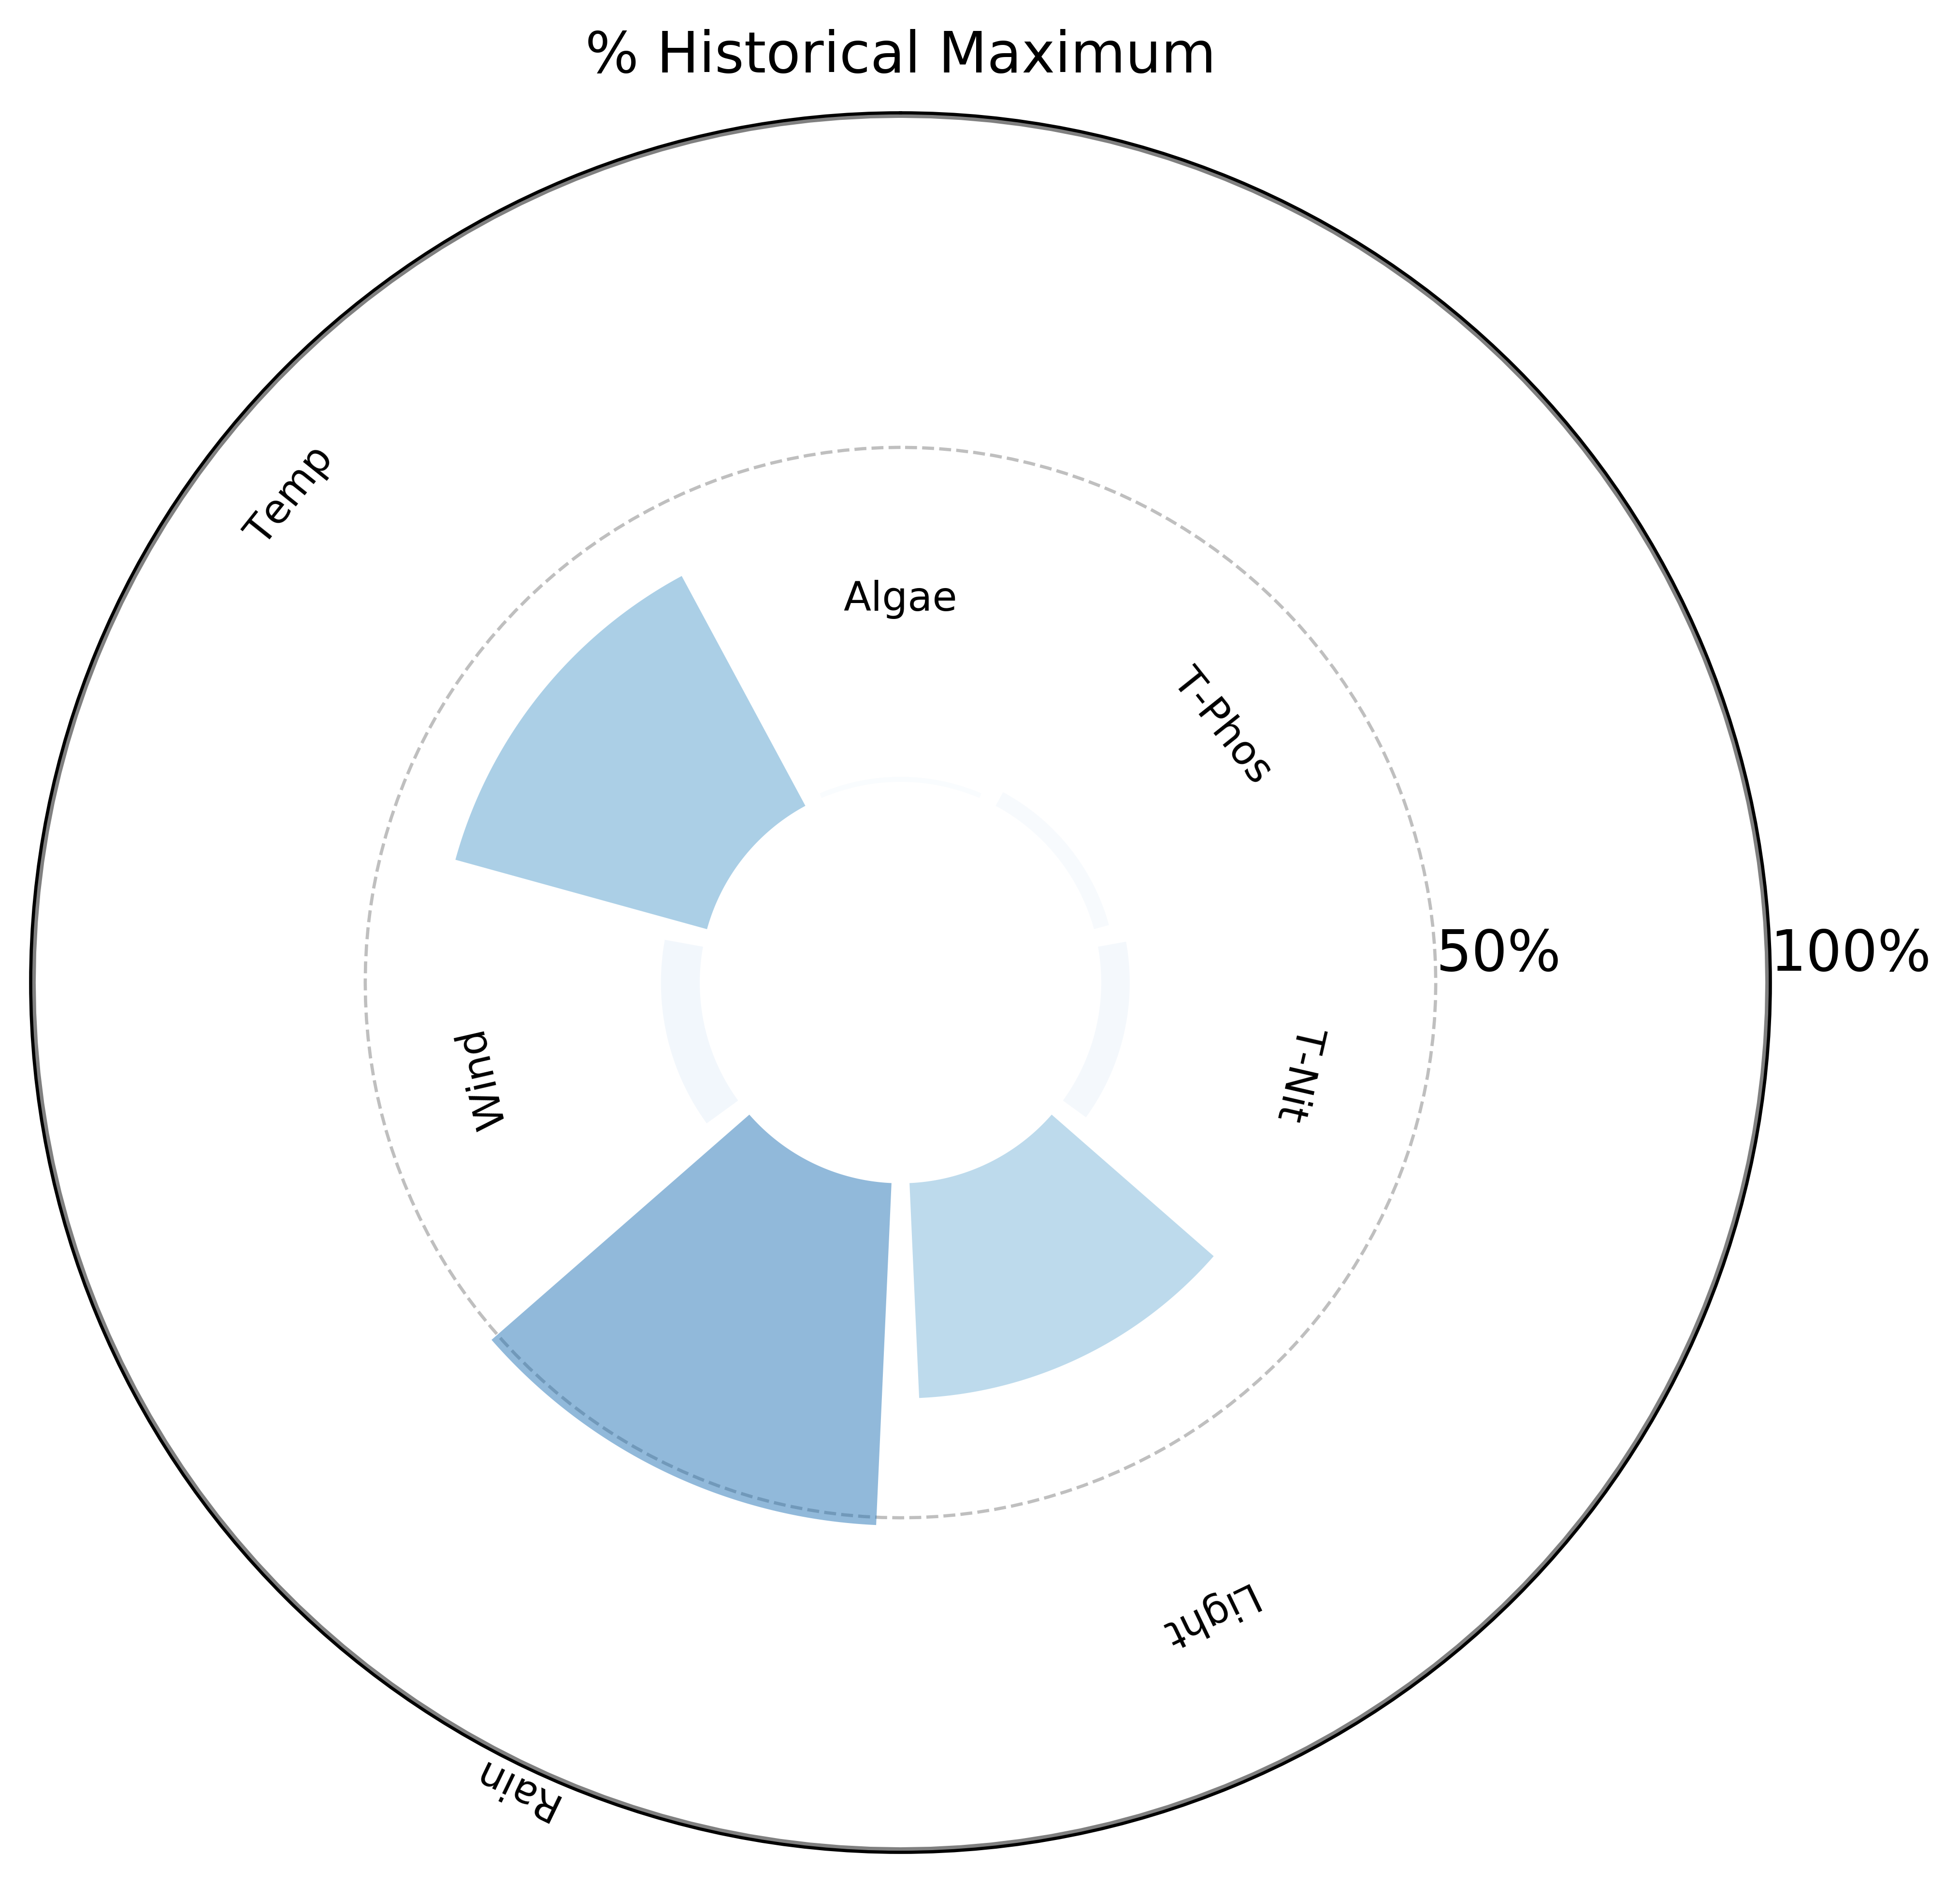 % Historical Maximum
Temp
Algae
T-Phos
50%
100%
Wind
T-Nit
Light
Rain